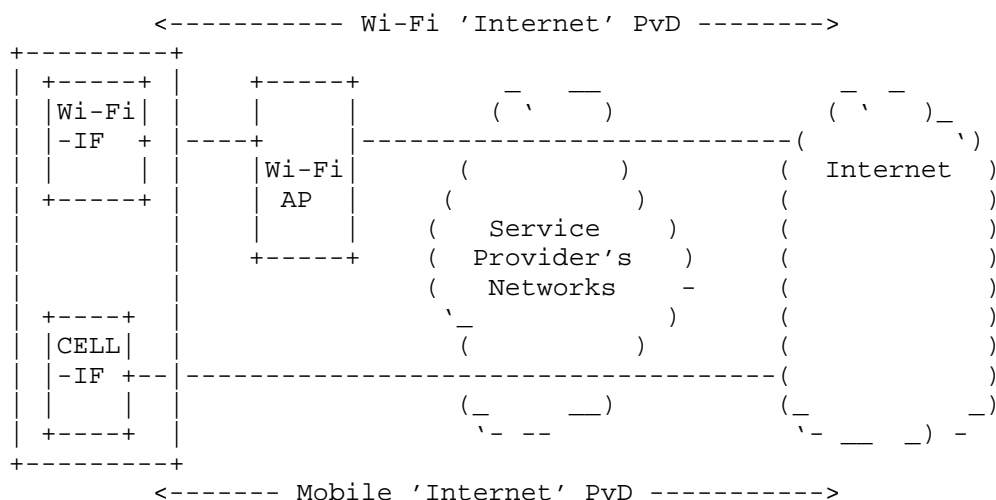 <----------- Wi-Fi 'Internet' PvD -------->
Wi-Fi
-IF
Wi-Fi
Internet
AP
Service
Provider's
Networks
CELL
-IF
<------- Mobile 'Internet' PvD ----------->